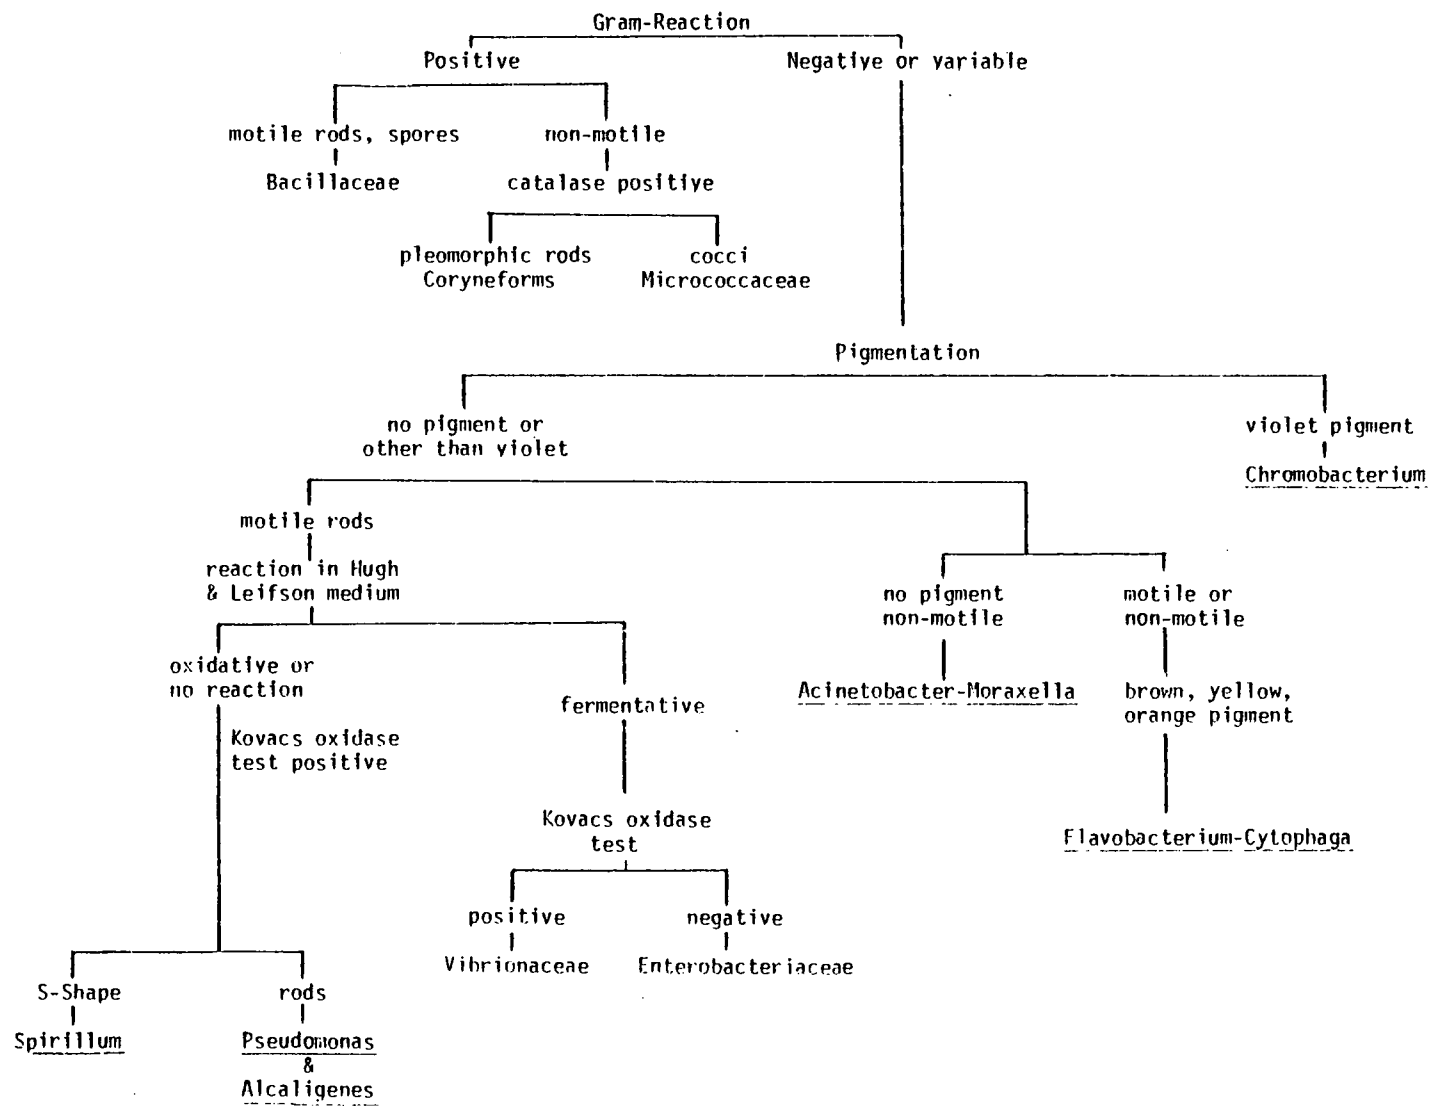 Gram-Reaction
Positive
Negative or variable
motile rods, spores
non-motile
Bacillaceae
catalase positive
pleomorphic rods
Coryneforms
cocci
Micrococcaceae
Pigmentation
no pigment or
other than violet
violet pigment
Chromobacterium
motile rods
reaction in Hugh
& Leifson medium
no pigment
non-motile
motile or
non-motile
oxidative or
no reaction
fermentative
Acinetobacter-Moraxella
brown, yellow,
orange pigment
Kovacs oxidase
test positive
Kovacs oxidase
test
Flavobacterium-Cytophaga
positive
negative
Vibrionaceae
Enterobacteriaceae
S-Shape
rods
Spirillum
Pseudomonas
&
Alcaligenes